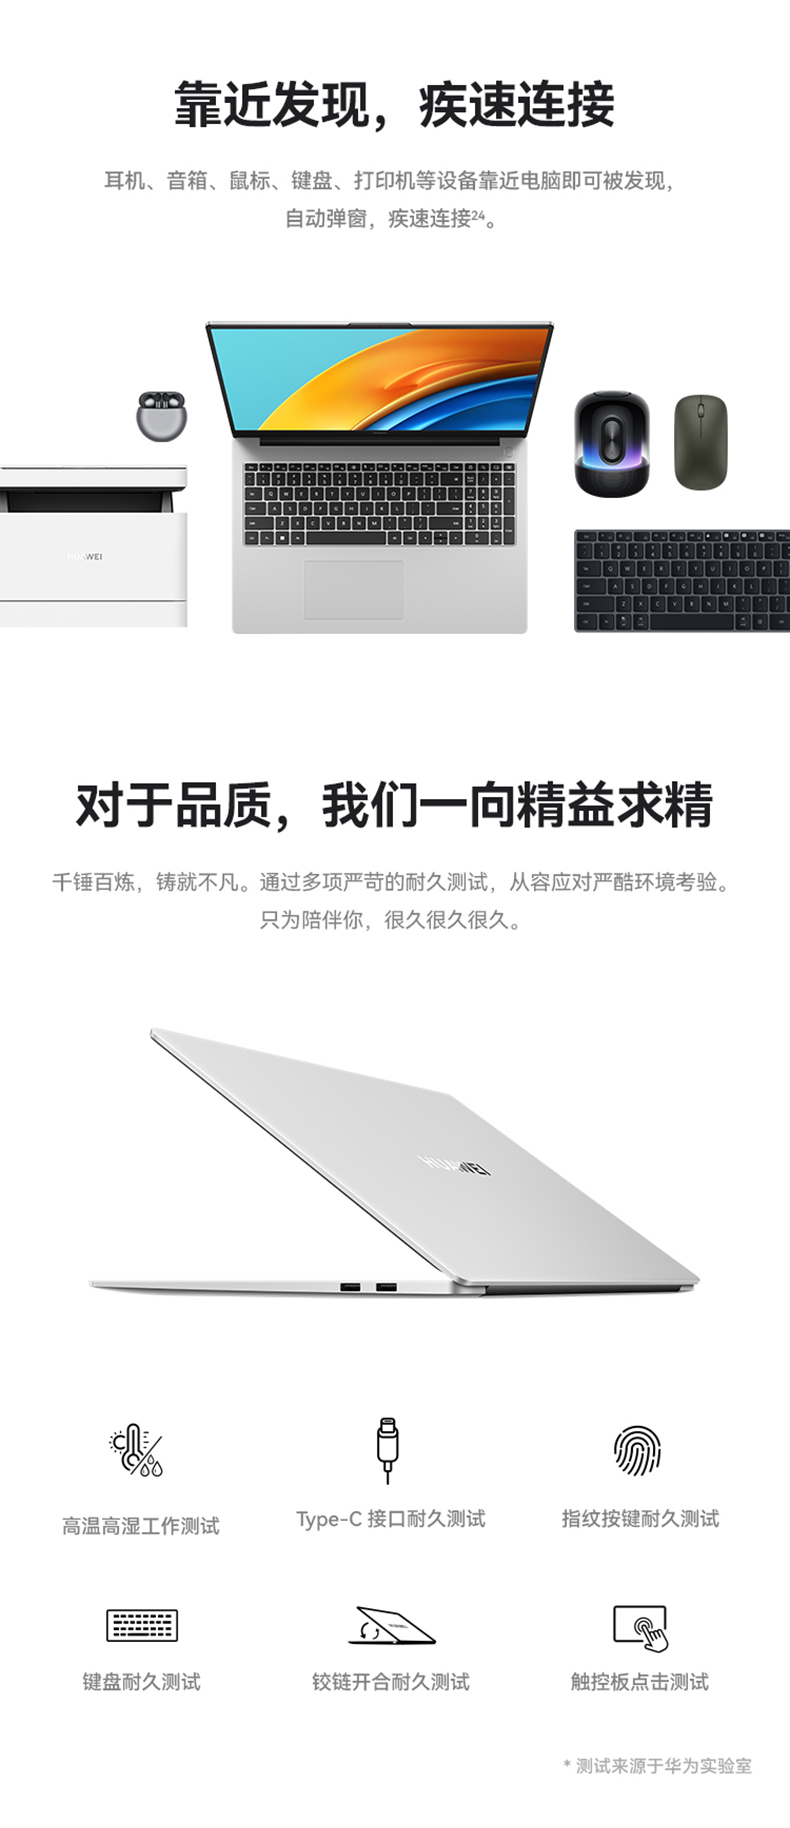 靠近发现，疾速连接
耳机、音箱、鼠标、键盘、打印机等设备靠近电脑即可被发现，
自动弹窗，疾速连接24。
HUAWEI
对于品质，我们一向精益求精
千锤百炼，铸就不凡。通过多项严苛的耐久测试，从容应对严酷环境考验。
只为陪伴你，很久很久很久。
HUAWEI
高温高湿工作测试
Type-C 接口耐久测试
指纹按键耐久测试
键盘耐久测试
铰链开合耐久测试
触控板点击测试
* 测试来源于华为实验室